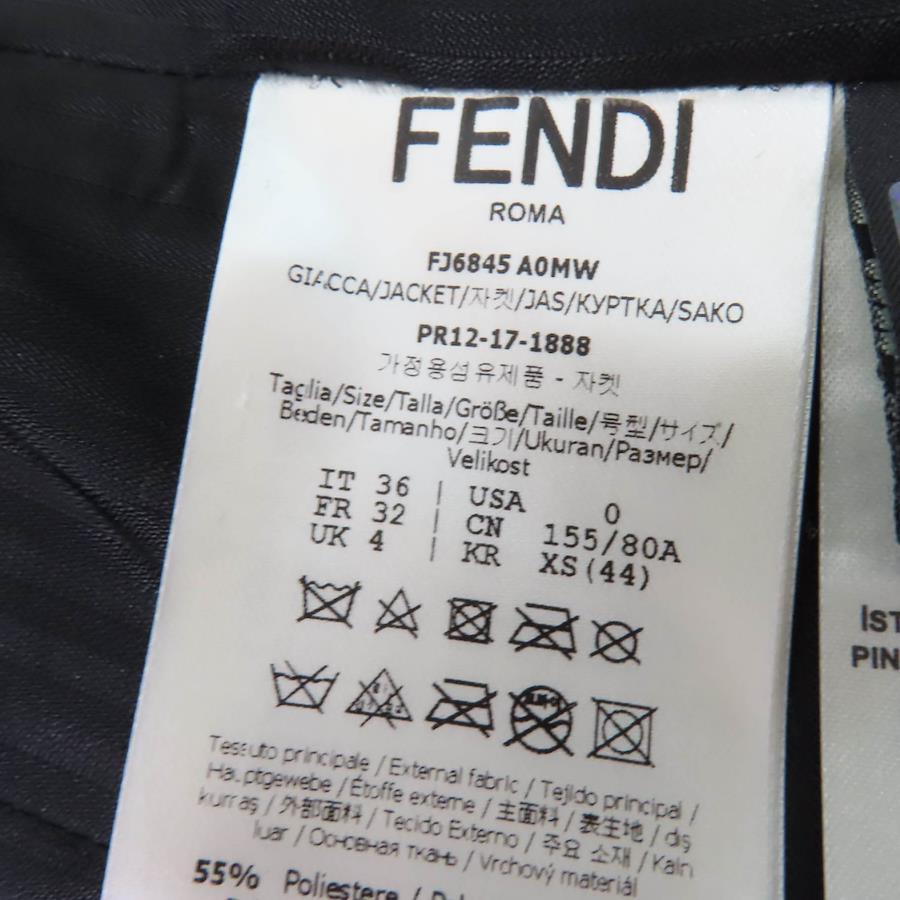 FENDI
ROMA
FJ6845 A0MW
GIACCA/JACKET/자켓/JAS/КУРТКА/SAKO
PR12-17-1888
가정용섬유제품 - 자켓
Taglia/Size/Talla/Größe/Taille/号型/サイズ/
Beden/Tamanho/크기/Ukuran/Размер/
Velikost
IT 36 | USA 0
FR 32 | CN 155/80A
UK 4 | KR XS(44)
Tessuto principale / External fabric / Tejido principal /
Hauptgewebe / Étoffe externe / 主面料 / 表生地 / dış
kumaş / 外部面料 / Tecido Externo / 주요 소재 / Kain
luar / Основная ткань / Vrchový materiál
55% Poliestere /
İST
PIN